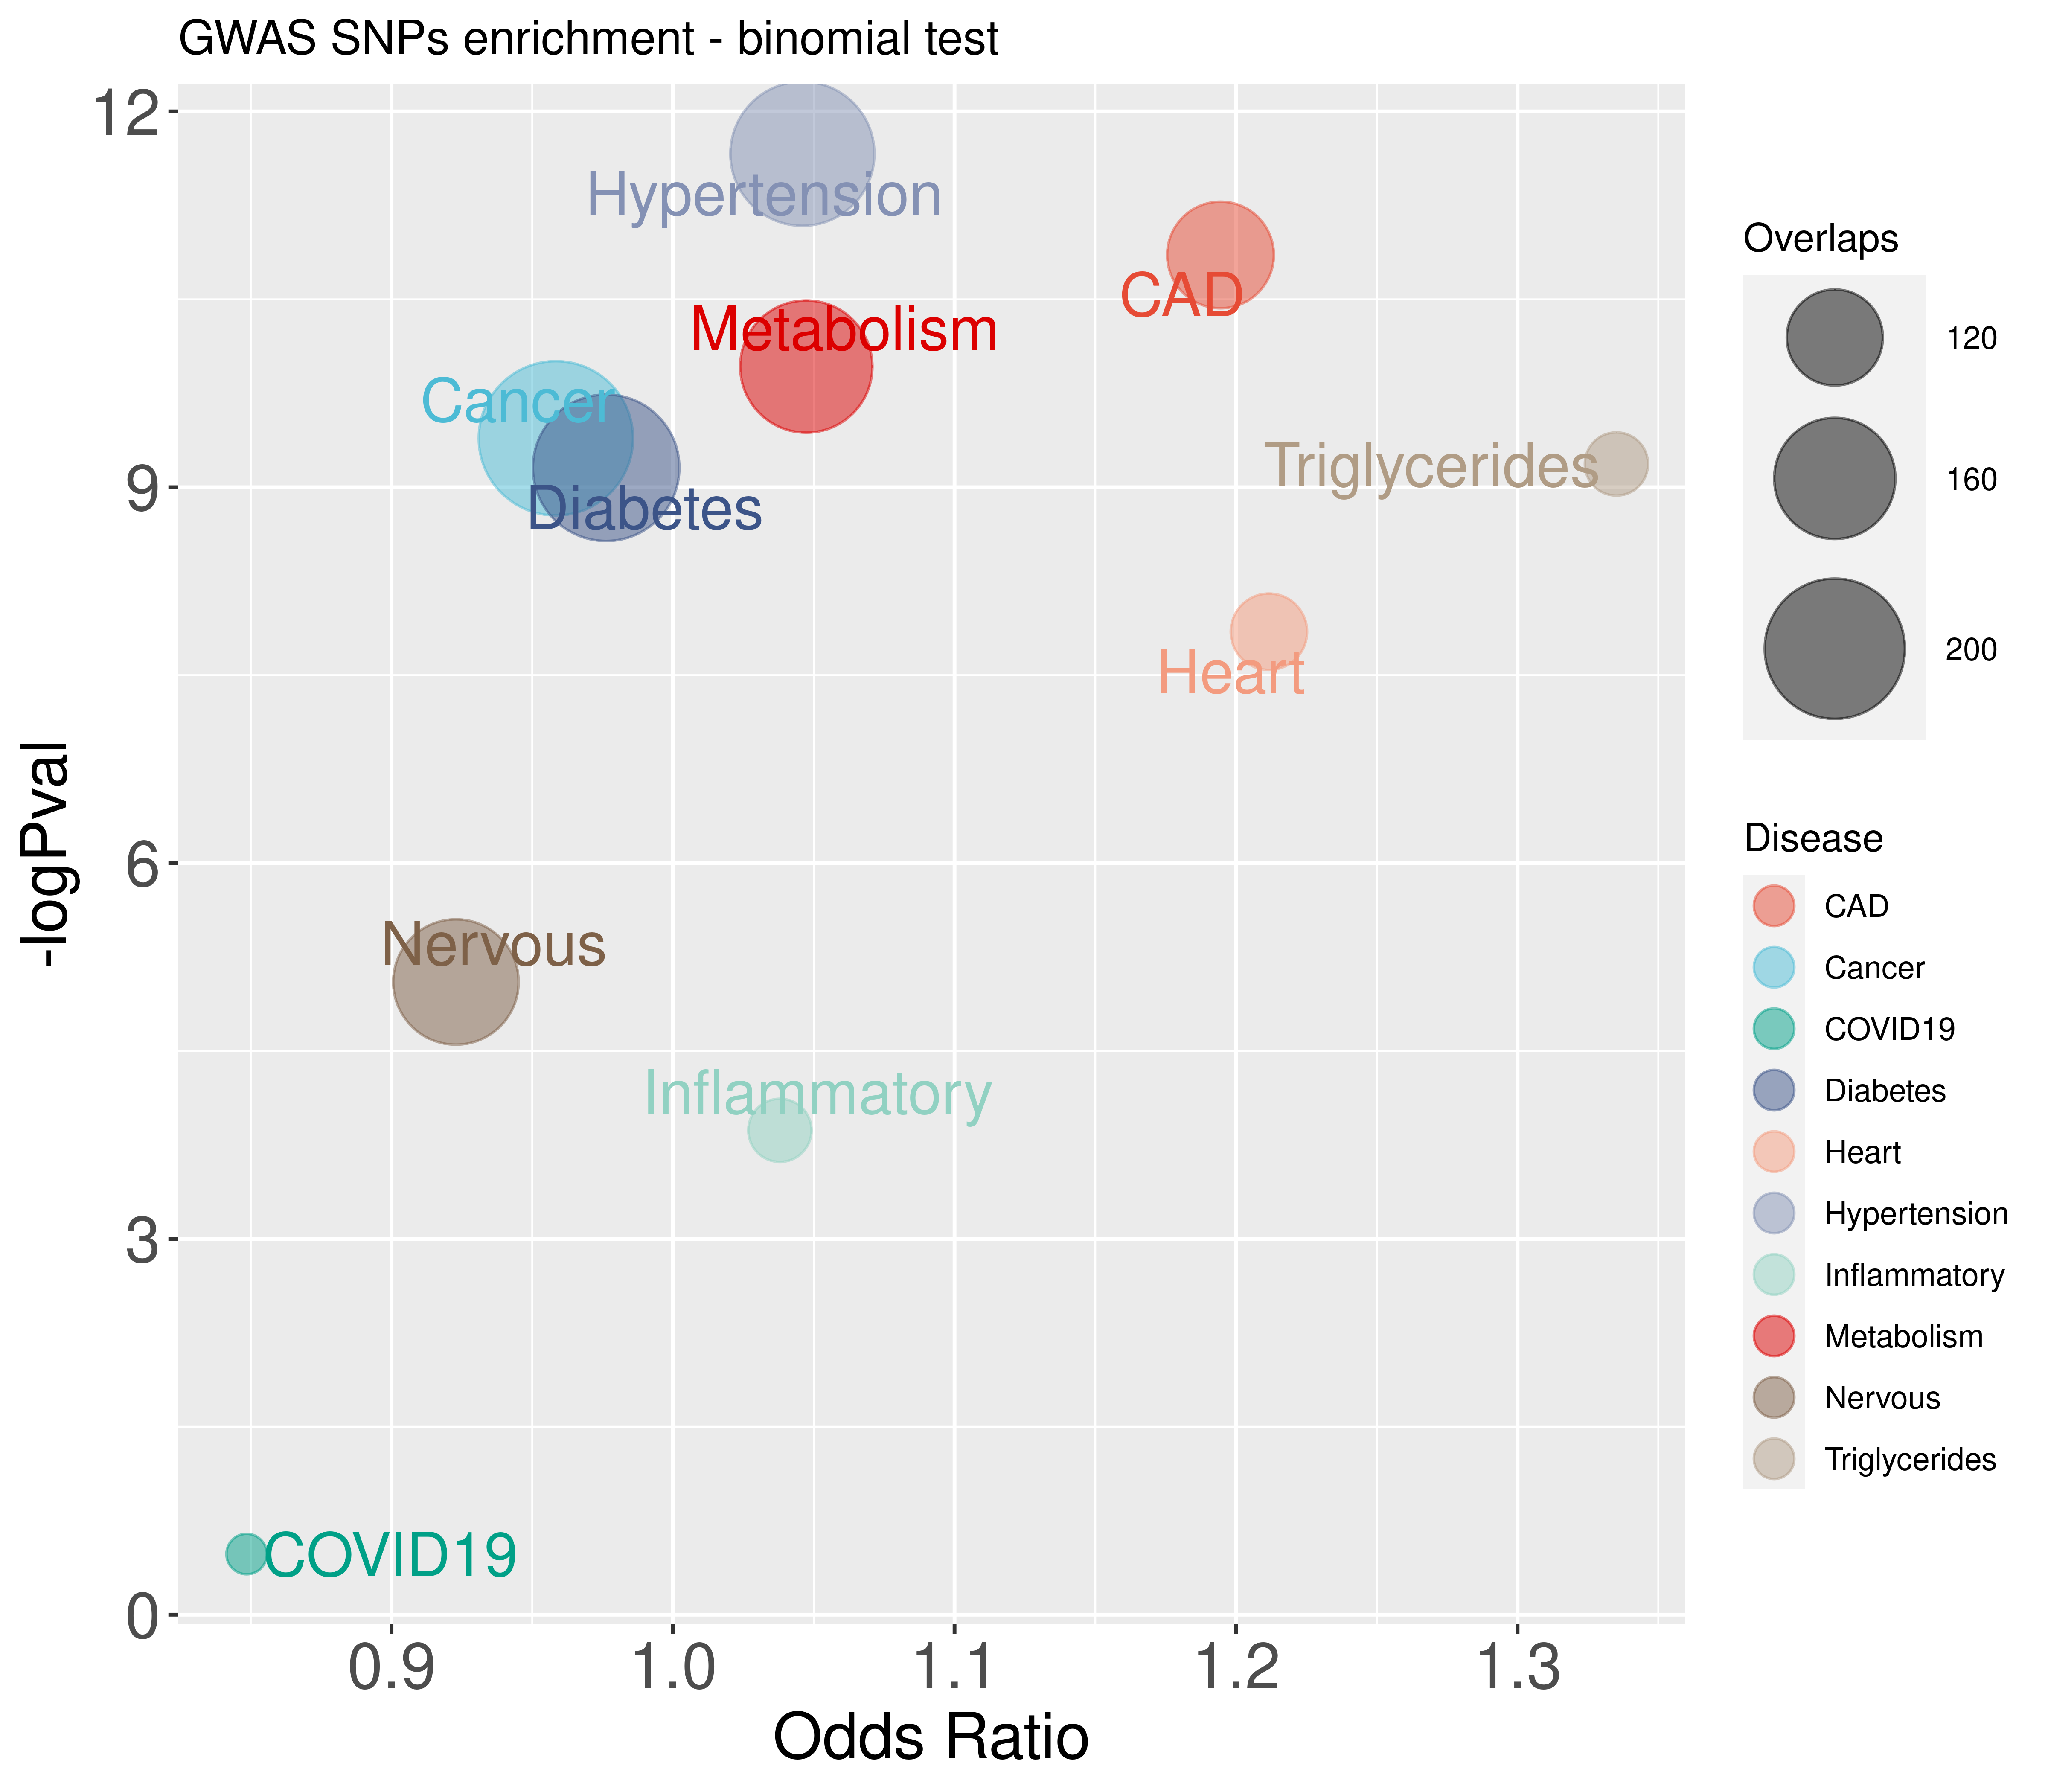 GWAS SNPs enrichment - binomial test
12
9
6
3
0
-logPval
Hypertension
CAD
Metabolism
Cancer
Triglycerides
Diabetes
Heart
Nervous
Inflammatory
COVID19
0.9
1.0
1.1
1.2
1.3
Odds Ratio
Overlaps
120
160
200
Disease
CAD
Cancer
COVID19
Diabetes
Heart
Hypertension
Inflammatory
Metabolism
Nervous
Triglycerides